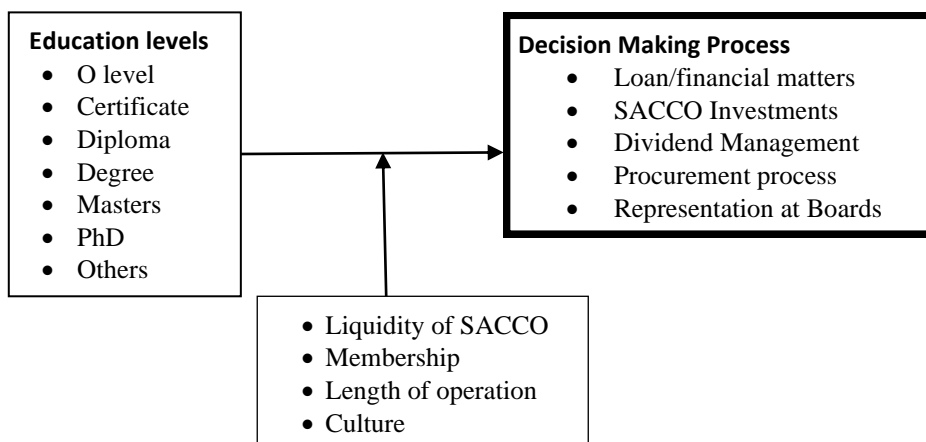 Education levels
• O level
• Certificate
• Diploma
• Degree
• Masters
• PhD
• Others
Decision Making Process
• Loan/financial matters
• SACCO Investments
• Dividend Management
• Procurement process
• Representation at Boards
• Liquidity of SACCO
• Membership
• Length of operation
• Culture